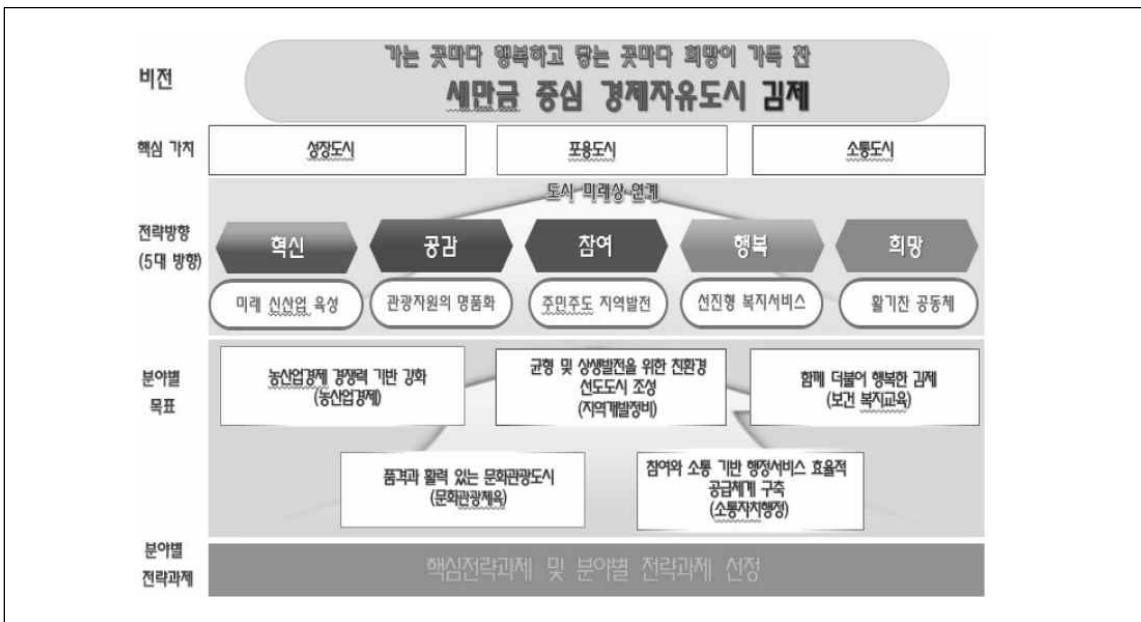 비전
가는 곳마다 행복하고 닿는 곳마다 희망이 가득 찬
새만금 중심 경제자유도시 김제
핵심 가치
성장도시
포용도시
소통도시
도시 미래상 연계
전략방향
(5대 방향)
혁신
공감
참여
행복
희망
미래 신산업 육성
관광자원의 명품화
주민주도 지역발전
선진형 복지서비스
활기찬 공동체
분야별
목표
농산업경제 경쟁력 기반 강화
(농산업경제)
균형 및 상생발전을 위한 친환경
선도도시 조성
(지역개발정비)
함께 더불어 행복한 김제
(보건 복지교육)
품격과 활력 있는 문화관광도시
(문화관광체육)
참여와 소통 기반 행정서비스 효율적
공급체계 구축
(소통자치행정)
분야별
전략과제
핵심전략과제 및 분야별 전략과제 선정